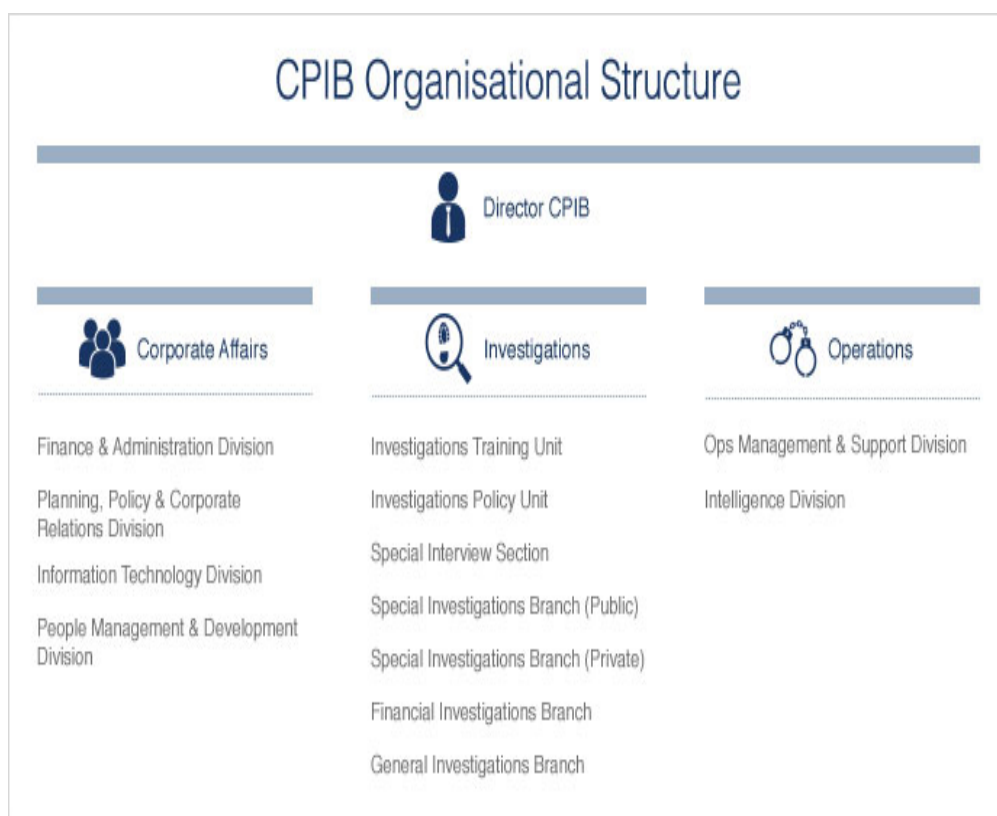 CPIB Organisational Structure
Director CPIB
Corporate Affairs
Finance & Administration Division
Planning, Policy & Corporate
Relations Division
Information Technology Division
People Management & Development
Division
Investigations
Investigations Training Unit
Investigations Policy Unit
Special Interview Section
Special Investigations Branch (Public)
Special Investigations Branch (Private)
Financial Investigations Branch
General Investigations Branch
Operations
Ops Management & Support Division
Intelligence Division